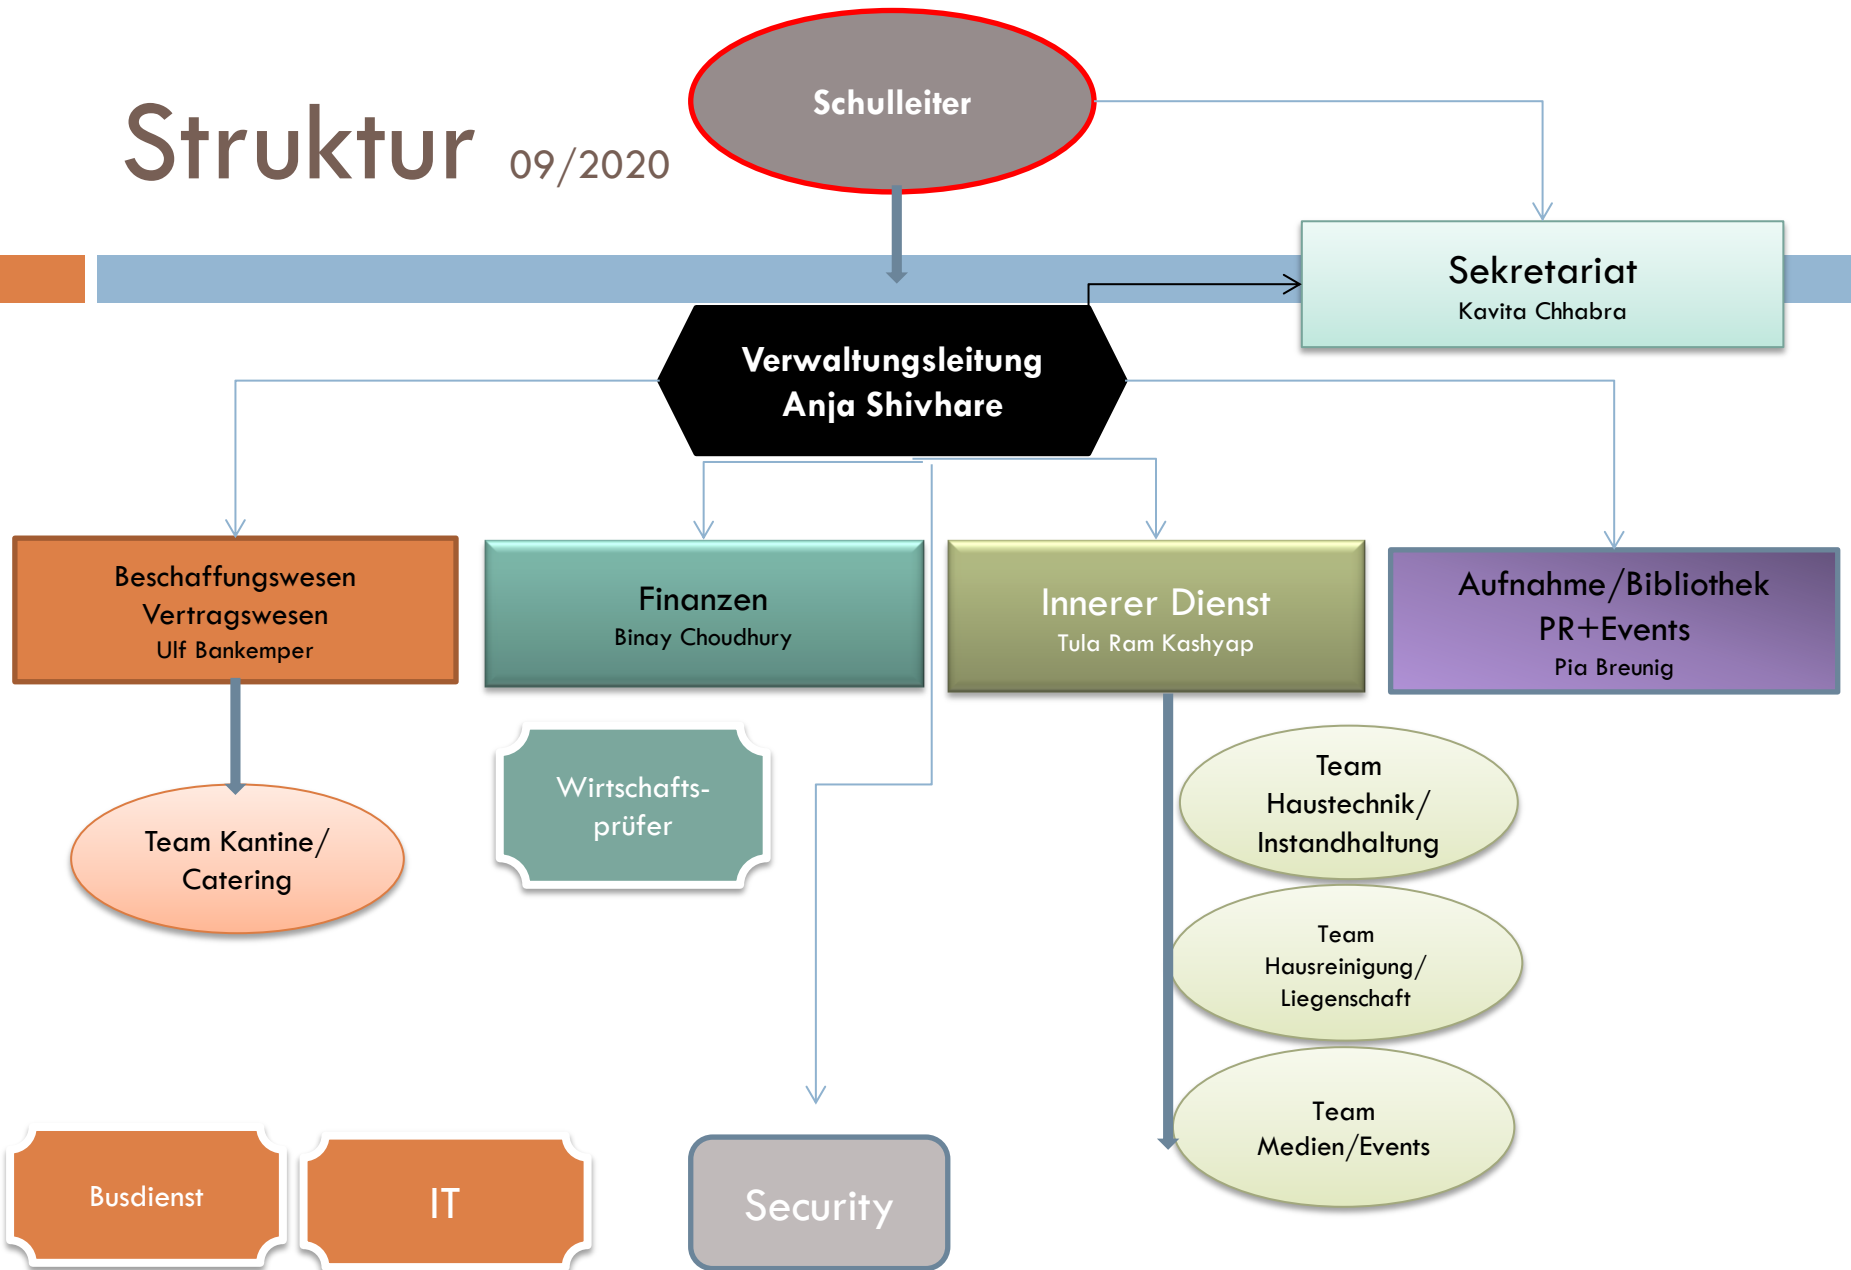 Struktur 09/2020
Schulleiter
Sekretariat
Kavita Chhabra
Verwaltungsleitung
Anja Shivhare
Beschaffungswesen
Vertragswesen
Ulf Bankemper
Finanzen
Binay Choudhury
Innerer Dienst
Tula Ram Kashyap
Aufnahme/Bibliothek
PR+Events
Pia Breunig
Team Kantine/
Catering
Wirtschafts-
prüfer
Team
Haustechnik/
Instandhaltung
Team
Hausreinigung/
Liegenschaft
Team
Medien/Events
Busdienst
IT
Security